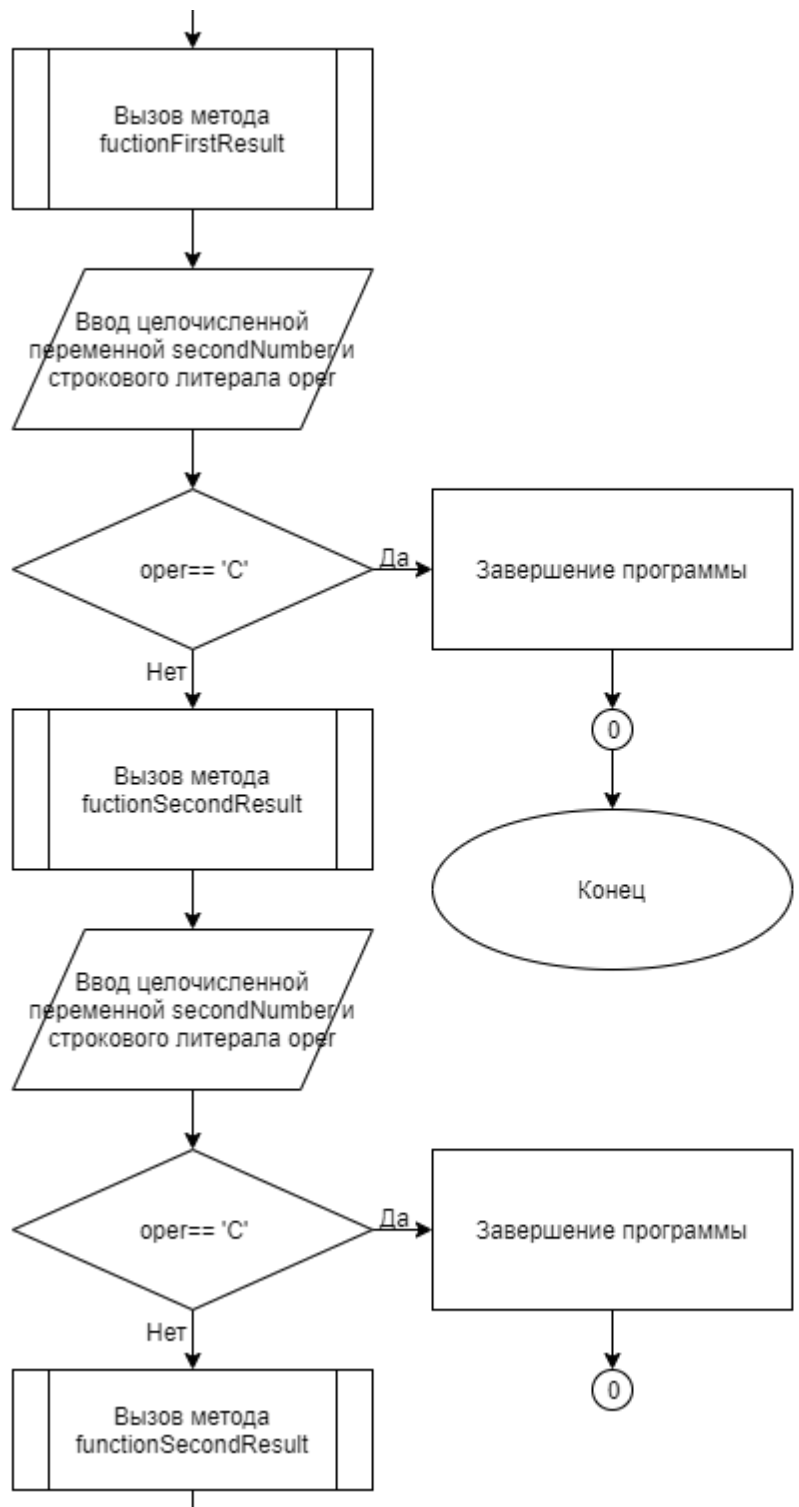 Вызов метода
fuctionFirstResult
Ввод целочисленной
переменной secondNumber и
строкового литерала oper
oper== 'C'
Да
Завершение программы
Нет
0
Вызов метода
fuctionSecondResult
Конец
Ввод целочисленной
переменной secondNumber и
строкового литерала oper
oper== 'C'
Да
Завершение программы
Нет
0
Вызов метода
functionSecondResult